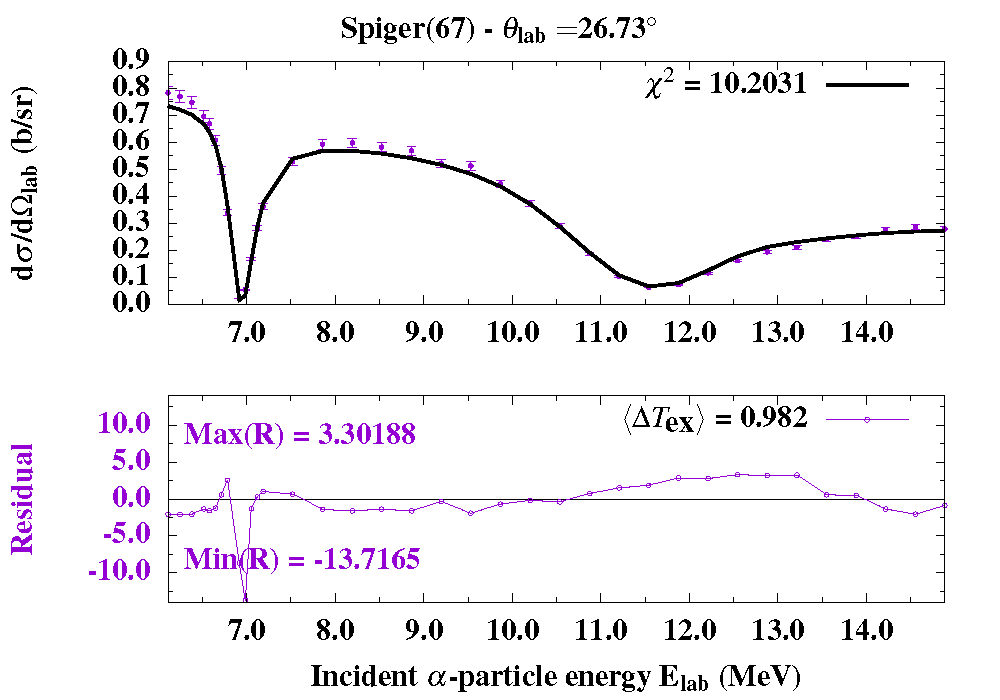 Spiger(67) - θlab =26.73°
dσ/dΩlab (b/sr)
0.9
0.8
0.7
0.6
0.5
0.4
0.3
0.2
0.1
0.0
χ² = 10.2031
7.0 8.0 9.0 10.0 11.0 12.0 13.0 14.0
Residual
10.0
5.0
0.0
-5.0
-10.0
Max(R) = 3.30188
⟨ΔTex⟩ = 0.982
Min(R) = -13.7165
7.0 8.0 9.0 10.0 11.0 12.0 13.0 14.0
Incident α-particle energy Elab (MeV)